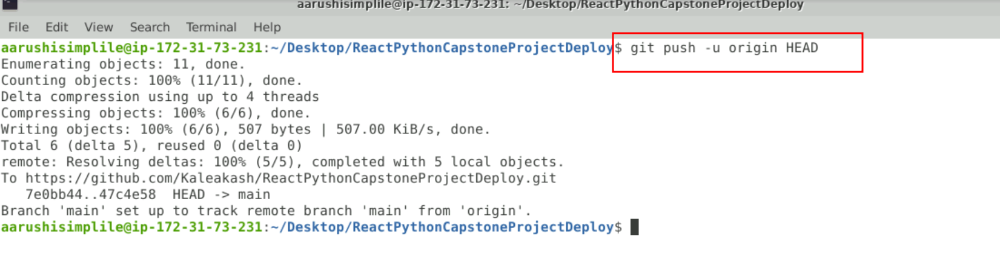 aarushisimplile@ip-172-31-73-231: ~/Desktop/ReactPythonCapstoneProjectDeploy
File Edit View Search Terminal Help
aarushisimplile@ip-172-31-73-231:~/Desktop/ReactPythonCapstoneProjectDeploy$ git push -u origin HEAD
Enumerating objects: 11, done.
Counting objects: 100% (11/11), done.
Delta compression using up to 4 threads
Compressing objects: 100% (6/6), done.
Writing objects: 100% (6/6), 507 bytes | 507.00 KiB/s, done.
Total 6 (delta 5), reused 0 (delta 0)
remote: Resolving deltas: 100% (5/5), completed with 5 local objects.
To https://github.com/Kaleakash/ReactPythonCapstoneProjectDeploy.git
   7e0bb44..47c4e58  HEAD -> main
Branch 'main' set up to track remote branch 'main' from 'origin'.
aarushisimplile@ip-172-31-73-231:~/Desktop/ReactPythonCapstoneProjectDeploy$